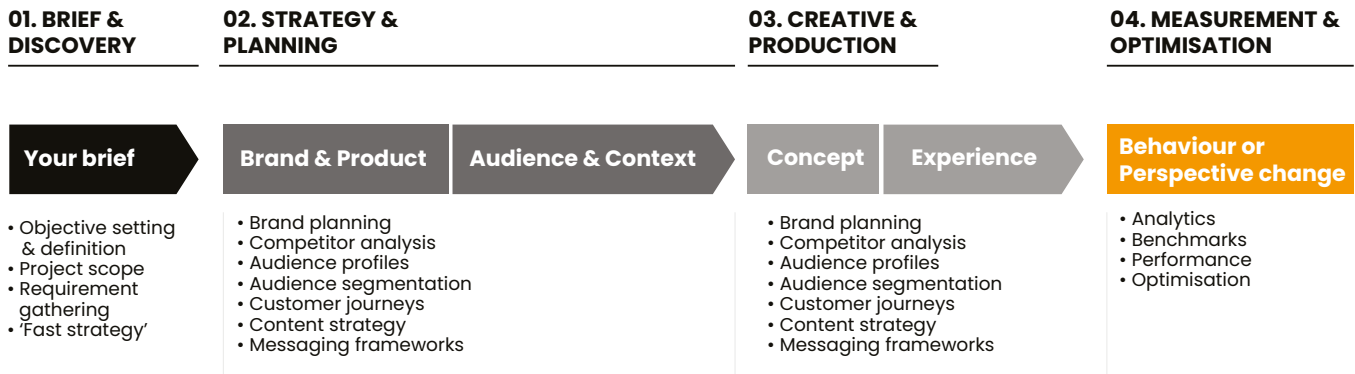 01. BRIEF &
DISCOVERY
02. STRATEGY &
PLANNING
03. CREATIVE &
PRODUCTION
04. MEASUREMENT &
OPTIMISATION
Your brief
Brand & Product
Audience & Context
Concept
Experience
Behaviour or
Perspective change
• Objective setting
& definition
• Project scope
• Requirement
gathering
• ‘Fast strategy’
• Brand planning
• Competitor analysis
• Audience profiles
• Audience segmentation
• Customer journeys
• Content strategy
• Messaging frameworks
• Brand planning
• Competitor analysis
• Audience profiles
• Audience segmentation
• Customer journeys
• Content strategy
• Messaging frameworks
• Analytics
• Benchmarks
• Performance
• Optimisation